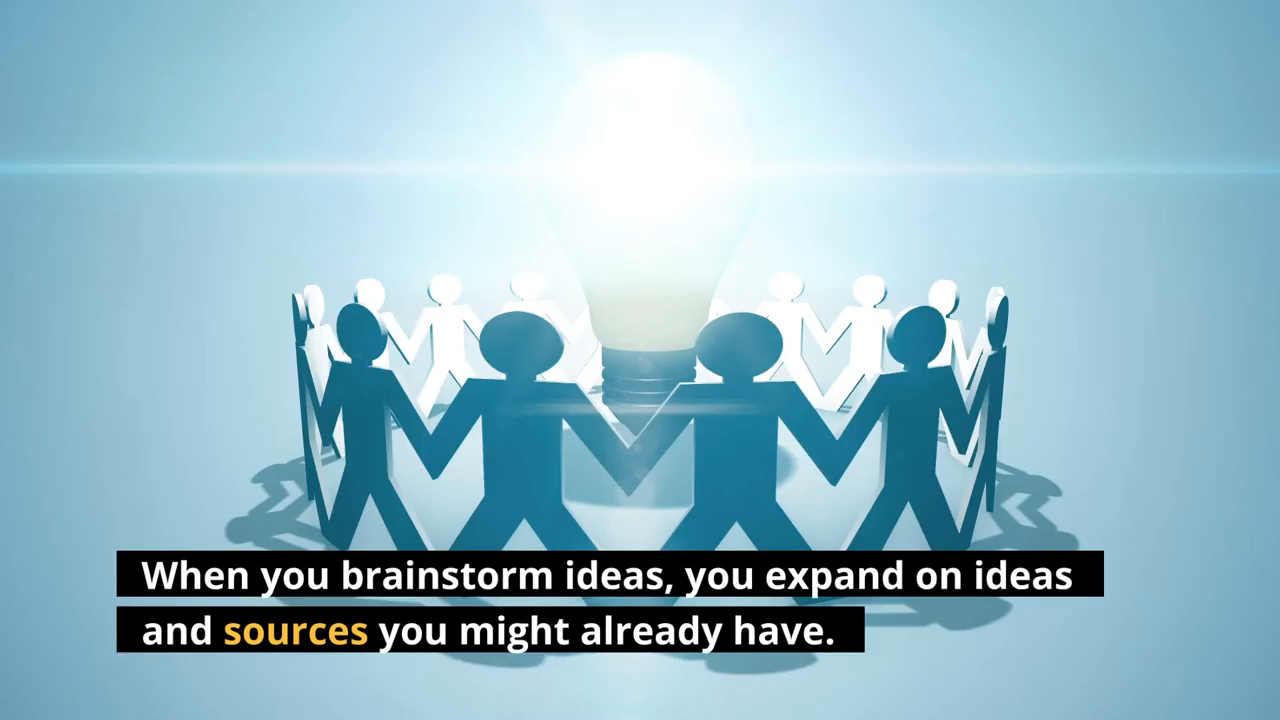 When you brainstorm ideas, you expand on ideas
and sources you might already have.